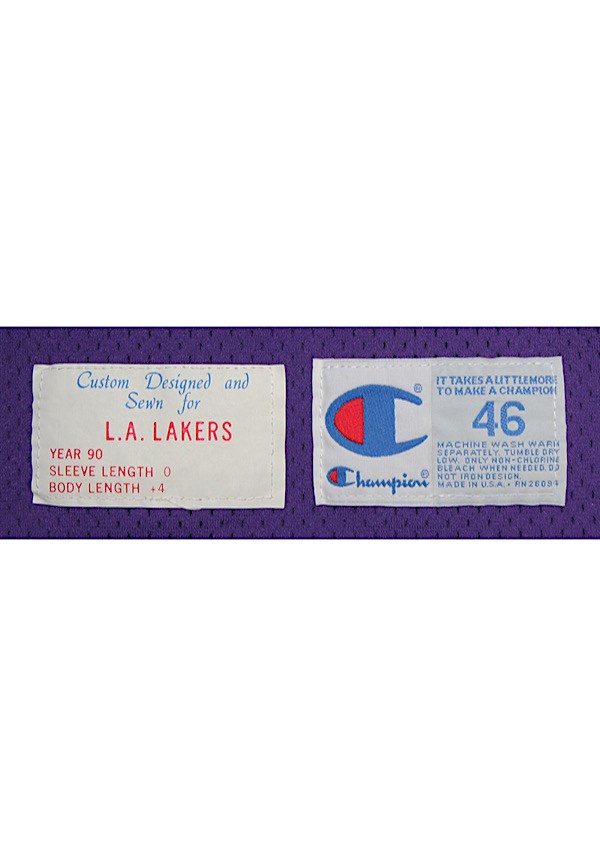 Custom Designed and
Sewn for
L.A. LAKERS
YEAR 90
SLEEVE LENGTH 0
BODY LENGTH +4
®
Champion®
IT TAKES A LITTLE MORE
TO MAKE A CHAMPION
46
MACHINE WASH WARM
SEPARATELY. TUMBLE DRY
LOW. ONLY NON-CHLORINE
BLEACH WHEN NEEDED. DO
NOT IRON DESIGN.
MADE IN U.S.A. • RN 26094